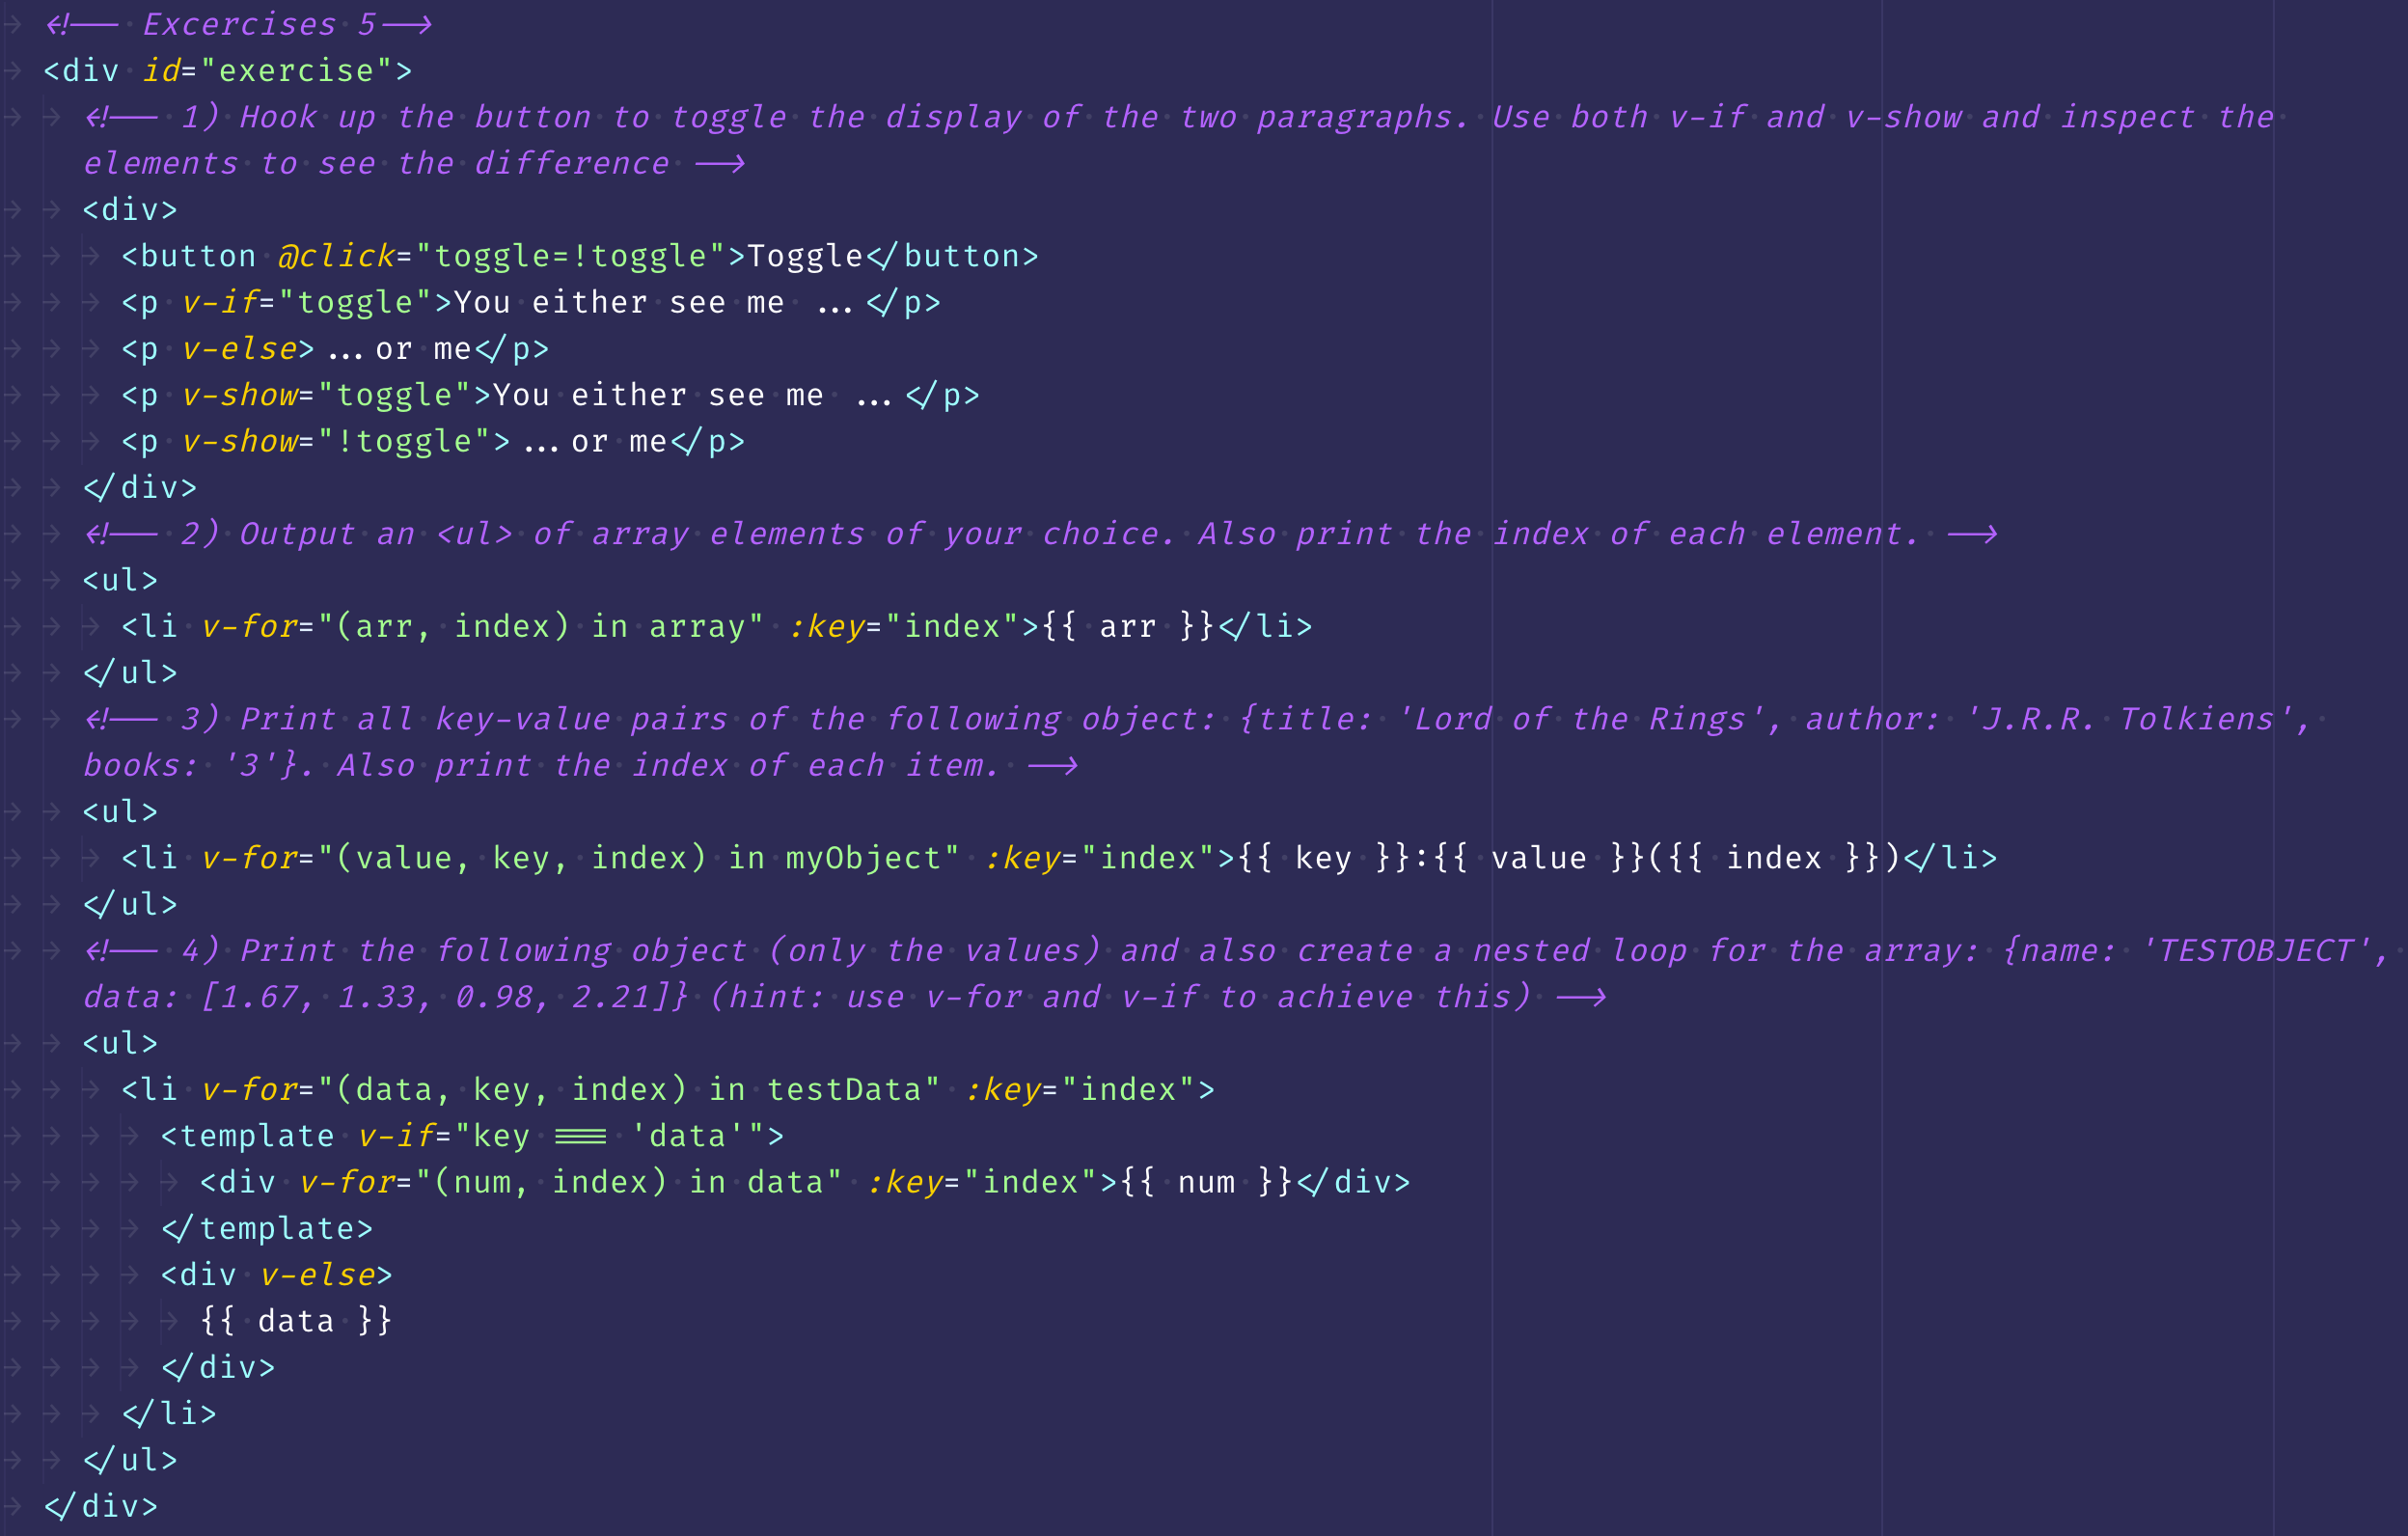 <!-- Excercises 5-->
<div id="exercise">
<!-- 1) Hook up the button to toggle the display of the two paragraphs. Use both v-if and v-show and inspect the
elements to see the difference -->
<div>
<button @click="toggle=!toggle">Toggle</button>
<p v-if="toggle">You either see me ...</p>
<p v-else>...or me</p>
<p v-show="toggle">You either see me ...</p>
<p v-show="!toggle">...or me</p>
</div>
<!-- 2) Output an <ul> of array elements of your choice. Also print the index of each element. -->
<ul>
<li v-for="(arr, index) in array" :key="index">{{ arr }}</li>
</ul>
<!-- 3) Print all key-value pairs of the following object: {title: 'Lord of the Rings', author: 'J.R.R. Tolkiens',
books: '3'}. Also print the index of each item. -->
<ul>
<li v-for="(value, key, index) in myObject" :key="index">{{ key }}:{{ value }}({{ index }})</li>
</ul>
<!-- 4) Print the following object (only the values) and also create a nested loop for the array: {name: 'TESTOBJECT',
data: [1.67, 1.33, 0.98, 2.21]} (hint: use v-for and v-if to achieve this) -->
<ul>
<li v-for="(data, key, index) in testData" :key="index">
<template v-if="key === 'data'">
<div v-for="(num, index) in data" :key="index">{{ num }}</div>
</template>
<div v-else>
{{ data }}
</div>
</li>
</ul>
</div>